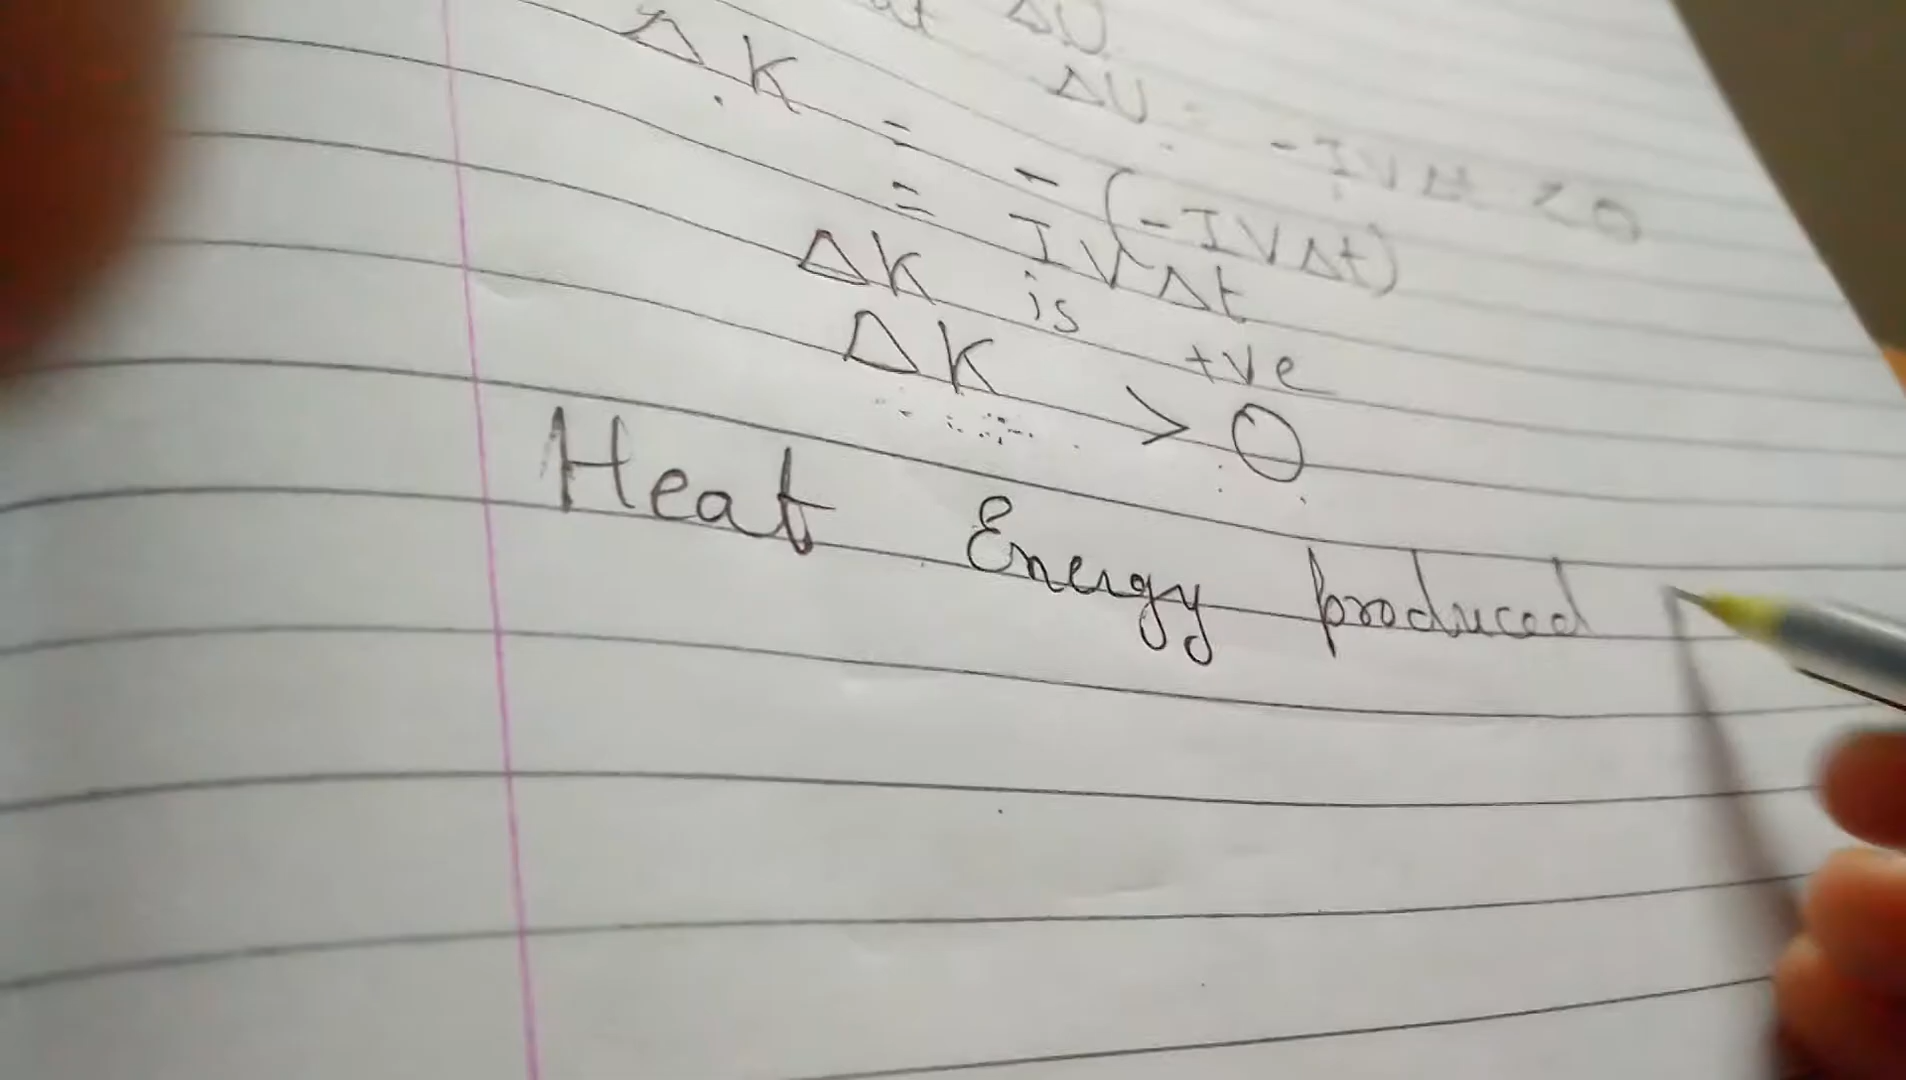 ΔU
ΔU = -IVΔt < 0
ΔK = -(-IVΔt)
= IVΔt
ΔK is +ve
ΔK > 0
Heat Energy produced